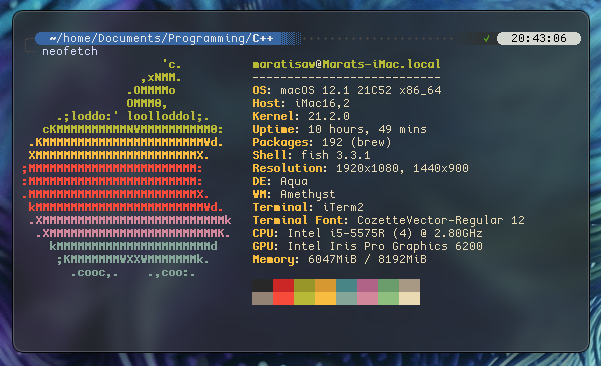 ~/home/Documents/Programming/C++ ✓ 20:43:06
neofetch
'c.
,xNMM.
.OMMMMo
OMMM0,
.;loddo:' loolloddol;.
cKMMMMMMMMMMNWMMMMMMMMMM0:
.KMMMMMMMMMMMMMMMMMMMMMMMWd.
XMMMMMMMMMMMMMMMMMMMMMMMX.
;MMMMMMMMMMMMMMMMMMMMMMMM:
:MMMMMMMMMMMMMMMMMMMMMMMM:
.MMMMMMMMMMMMMMMMMMMMMMMMX.
kMMMMMMMMMMMMMMMMMMMMMMMMWd.
.XMMMMMMMMMMMMMMMMMMMMMMMMMMk
.XMMMMMMMMMMMMMMMMMMMMMMMMK.
kMMMMMMMMMMMMMMMMMMMMMMd
;KMMMMMMMWXXWMMMMMMMk.
.cooc,. .,coo:.
maratisaw@Marats-iMac.local
---------------------------
OS: macOS 12.1 21C52 x86_64
Host: iMac16,2
Kernel: 21.2.0
Uptime: 10 hours, 49 mins
Packages: 192 (brew)
Shell: fish 3.3.1
Resolution: 1920x1080, 1440x900
DE: Aqua
WM: Amethyst
Terminal: iTerm2
Terminal Font: CozetteVector-Regular 12
CPU: Intel i5-5575R (4) @ 2.80GHz
GPU: Intel Iris Pro Graphics 6200
Memory: 6047MiB / 8192MiB